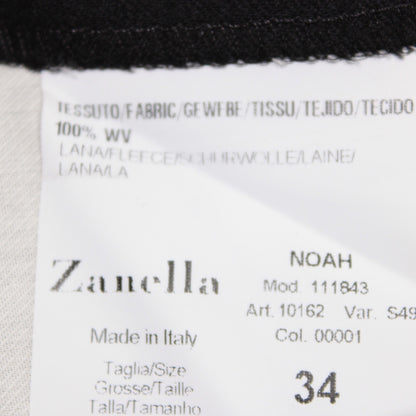 TESSUTO/FABRIC/GEWEBE/TISSU/TEJIDO/TECIDO
100% WV
LANA/FLEECE/SCHURWOLLE/LAINE/
LANA/LA
Zanella
NOAH
Mod 111843
Art. 10162 Var. S49
Made in Italy
Col. 00001
Taglia/Size
Grosse/Taille
Talla/Tamanho
34